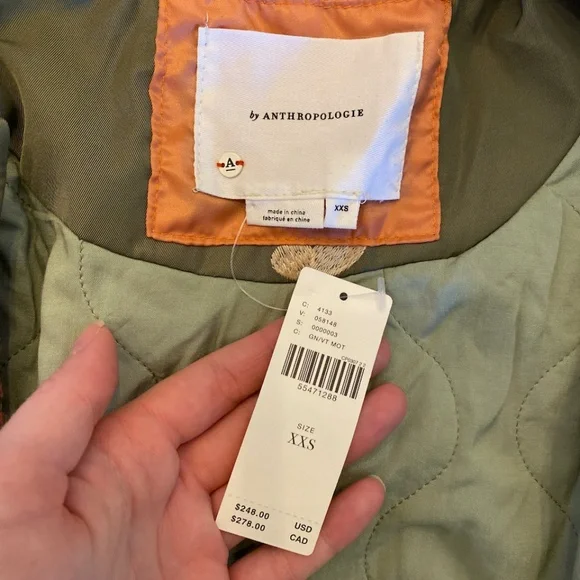 by ANTHROPOLOGIE
A
made in china
fabriqué en chine
XXS
C: 4133
V: 058148
S: 0000003
C: GN/VT MOT
55471288
SIZE
XXS
$248.00 USD
$278.00 CAD